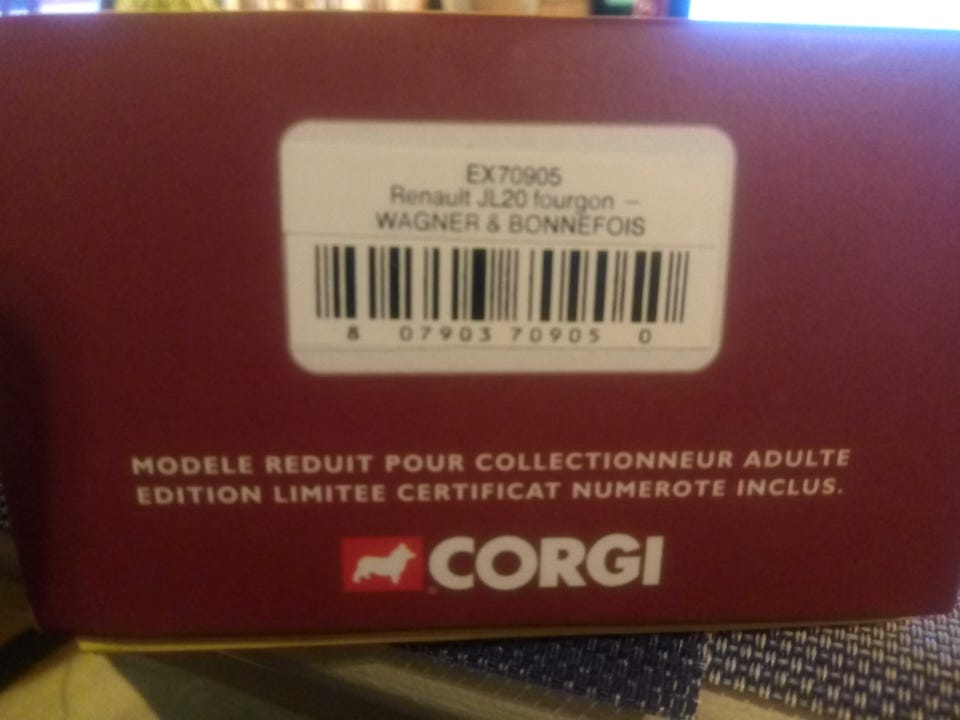 EX70905
Renault JL20 fourgon –
WAGNER & BONNEFOIS
8 07903 70905 0
MODELE REDUIT POUR COLLECTIONNEUR ADULTE
EDITION LIMITEE CERTIFICAT NUMEROTE INCLUS.
CORGI